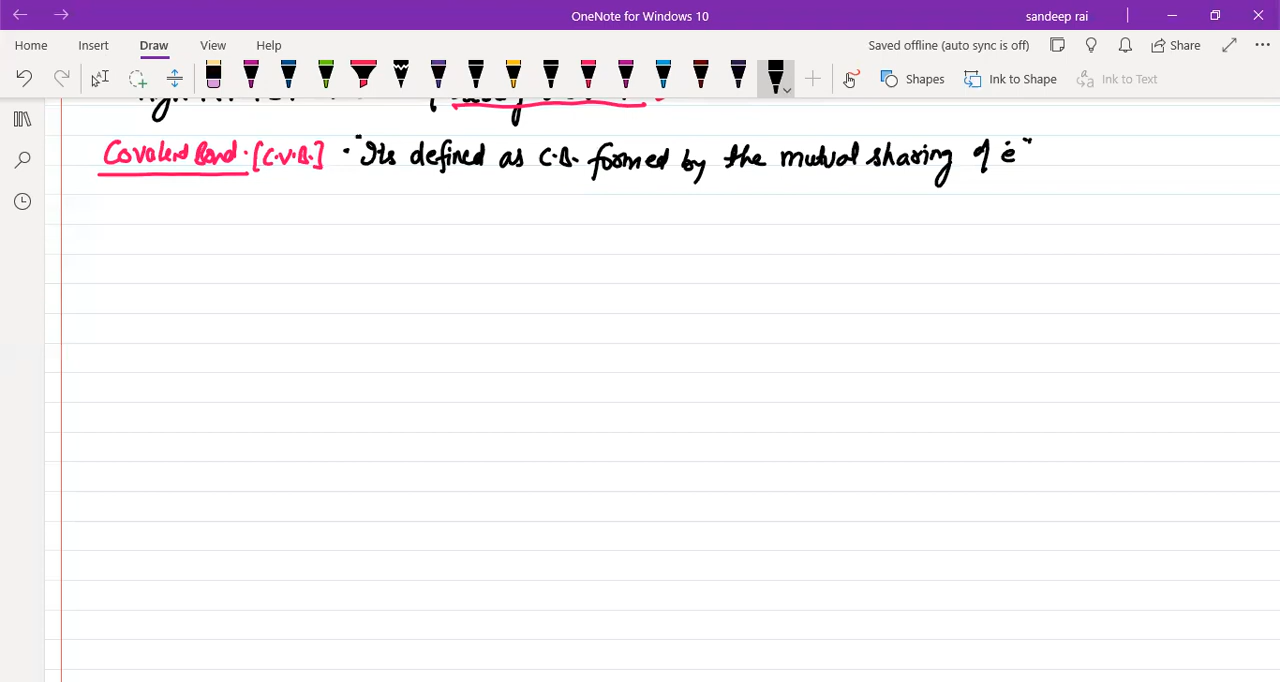 OneNote for Windows 10
sandeep rai
Home Insert Draw View Help
Saved offline (auto sync is off) Share
Shapes Ink to Shape Ink to Text
Covalent Bond. [C.V.B.] . "Its defined as C.B. formed by the mutual sharing of e"